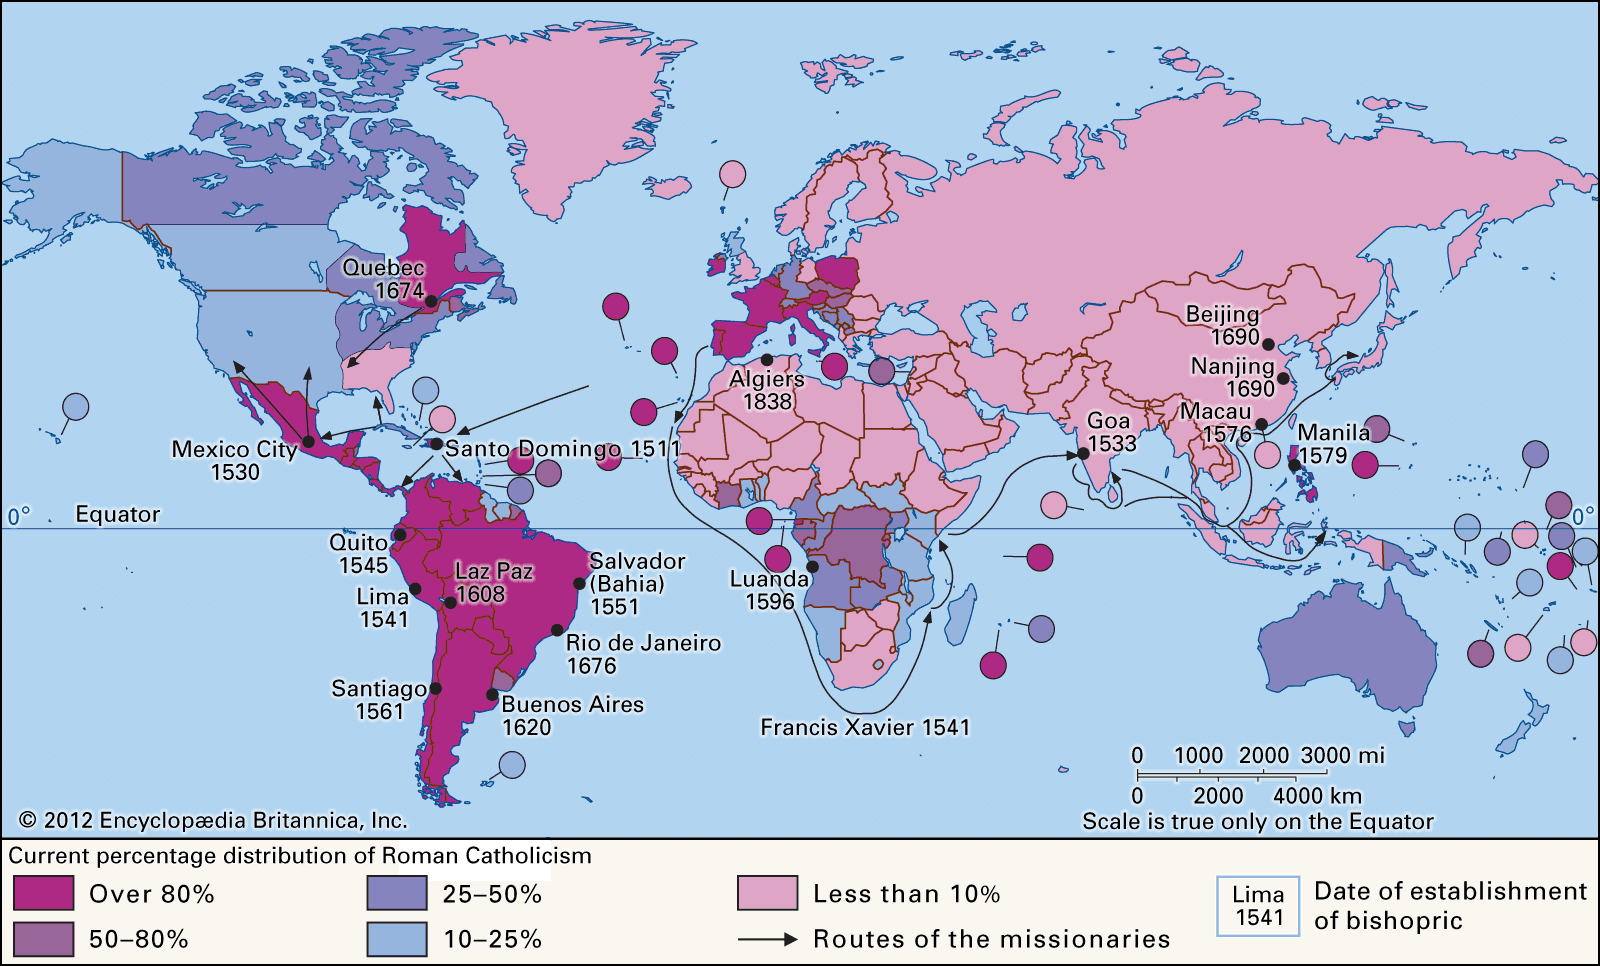 Quebec
1674
Beijing
1690
Nanjing
1690
Algiers
1838
Macau
1576
Goa
1533
Manila
1579
Mexico City
1530
Santo Domingo 1511
0°
Equator
0°
Quito
1545
Laz Paz
1608
Lima
1541
Salvador
(Bahia)
1551
Luanda
1596
Rio de Janeiro
1676
Santiago
1561
Buenos Aires
1620
Francis Xavier 1541
0 1000 2000 3000 mi
0 2000 4000 km
Scale is true only on the Equator
© 2012 Encyclopædia Britannica, Inc.
Current percentage distribution of Roman Catholicism
Over 80%
50–80%
25–50%
10–25%
Less than 10%
Routes of the missionaries
Lima
1541
Date of establishment
of bishopric